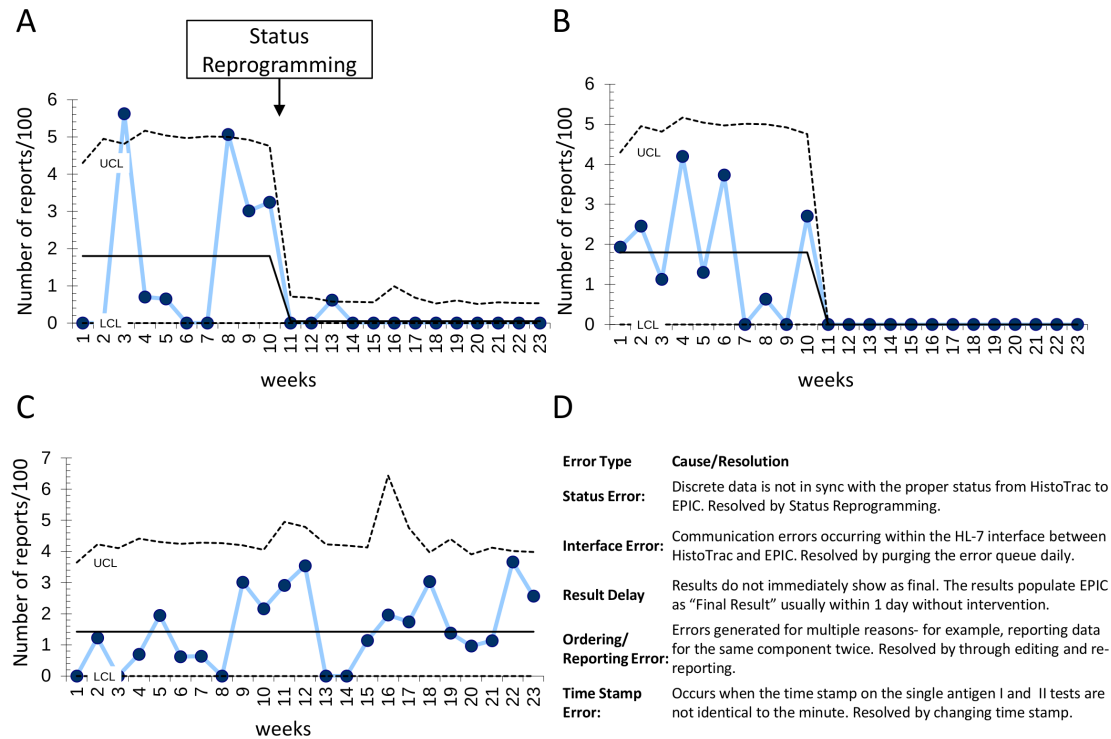 A
Status
Reprogramming
Number of reports/100
6
5
4
3
2
1
0
UCL
LCL
1 2 3 4 5 6 7 8 9 10 11 12 13 14 15 16 17 18 19 20 21 22 23
weeks
B
Number of reports/100
6
5
4
3
2
1
0
UCL
LCL
1 2 3 4 5 6 7 8 9 10 11 12 13 14 15 16 17 18 19 20 21 22 23
weeks
C
Number of reports/100
7
6
5
4
3
2
1
0
UCL
LCL
1 2 3 4 5 6 7 8 9 10 11 12 13 14 15 16 17 18 19 20 21 22 23
weeks
D
Error Type Cause/Resolution
Status Error: Discrete data is not in sync with the proper status from HistoTrac to
EPIC. Resolved by Status Reprogramming.
Interface Error: Communication errors occurring within the HL-7 interface between
HistoTrac and EPIC. Resolved by purging the error queue daily.
Result Delay Results do not immediately show as final. The results populate EPIC
as “Final Result” usually within 1 day without intervention.
Ordering/
Reporting Error: Errors generated for multiple reasons- for example, reporting data
for the same component twice. Resolved by through editing and re-
reporting.
Time Stamp
Error: Occurs when the time stamp on the single antigen I and II tests are
not identical to the minute. Resolved by changing time stamp.